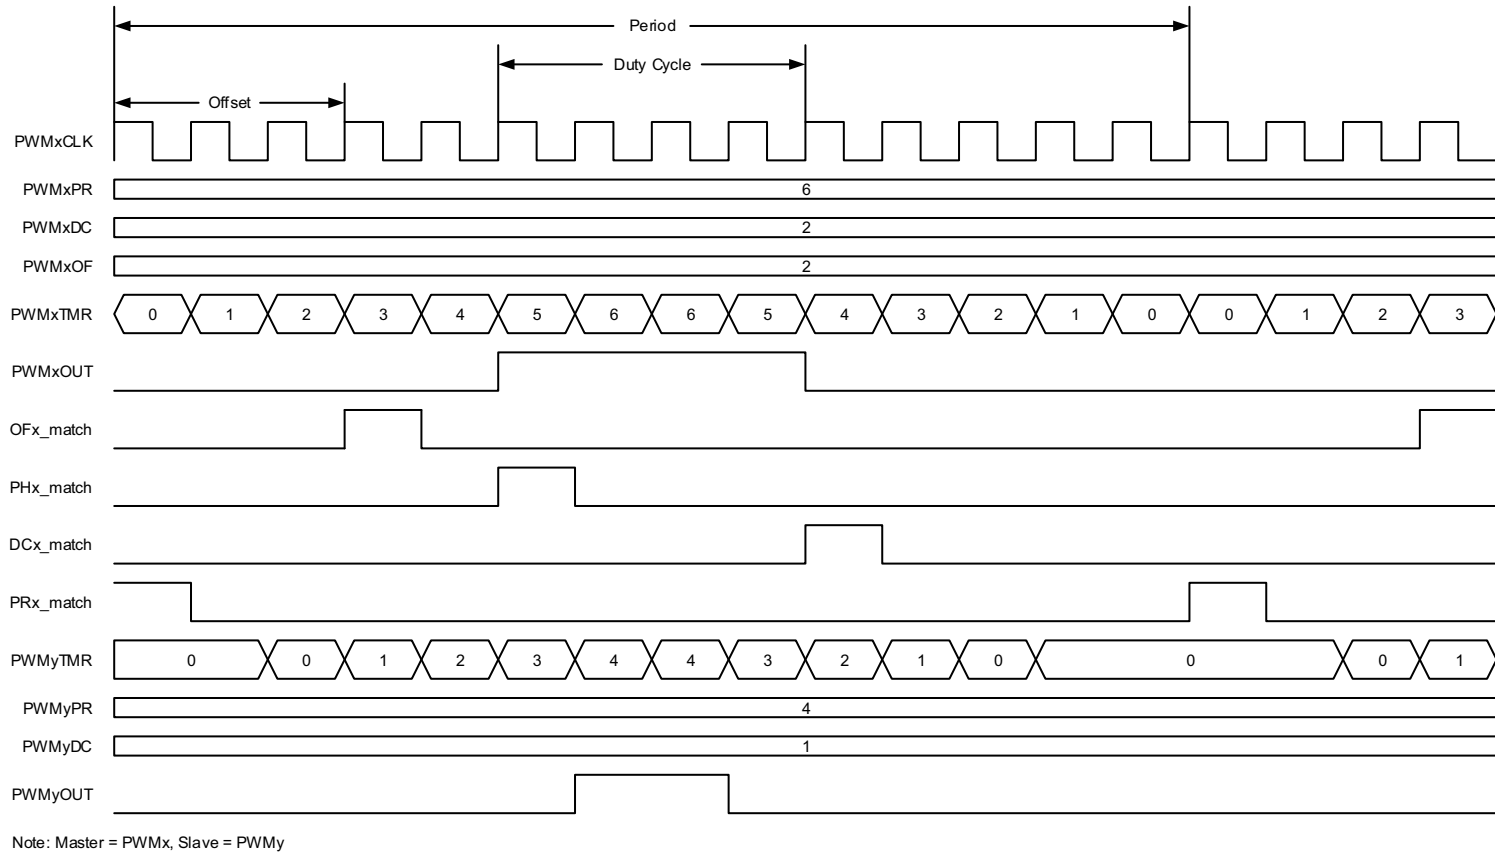 Period
Duty Cycle
Offset
PWMxCLK
PWMxPR 6
PWMxDC 2
PWMxOF 2
PWMxTMR 0 1 2 3 4 5 6 6 5 4 3 2 1 0 0 1 2 3
PWMxOUT
OFx_match
PHx_match
DCx_match
PRx_match
PWMyTMR 0 0 1 2 3 4 4 3 2 1 0 0 0 1
PWMyPR 4
PWMyDC 1
PWMyOUT
Note: Master = PWMx, Slave = PWMy